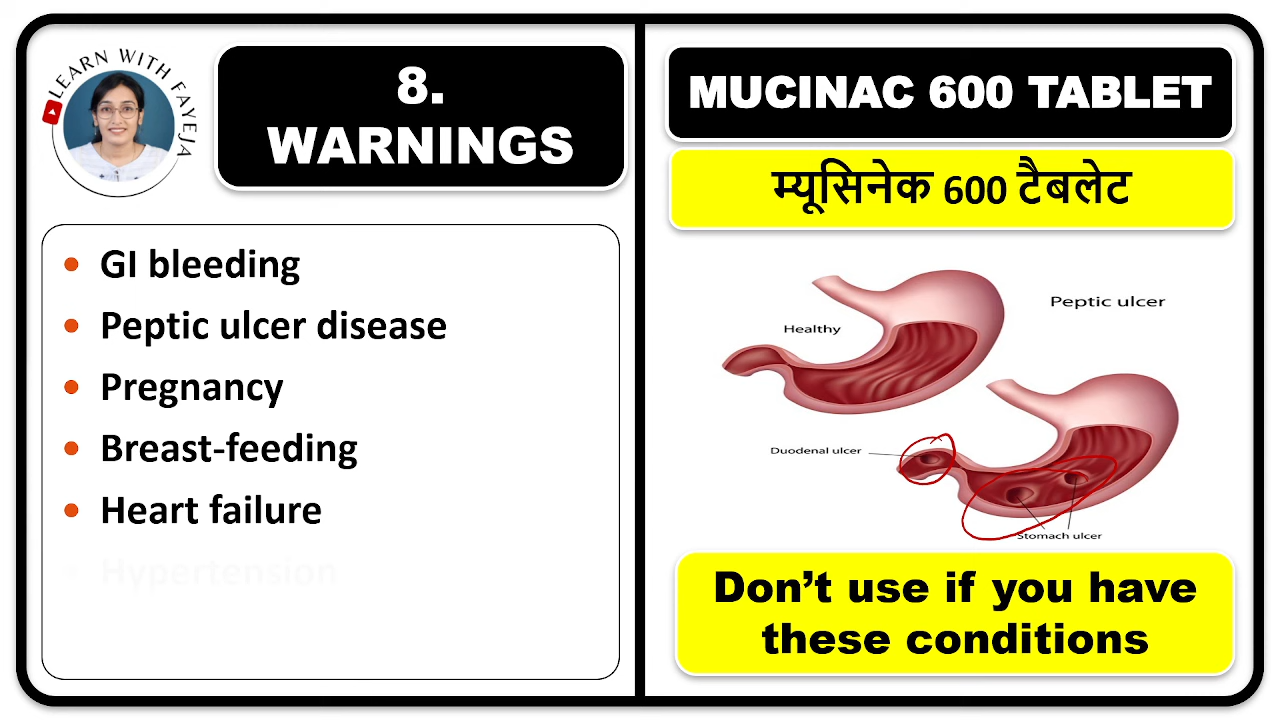 LEARN WITH FAYEJA
8.
WARNINGS
• GI bleeding
• Peptic ulcer disease
• Pregnancy
• Breast-feeding
• Heart failure
• Hypertension
MUCINAC 600 TABLET
म्यूसिनेक 600 टैबलेट
Peptic ulcer
Healthy
Duodenal ulcer
Stomach ulcer
Don’t use if you have
these conditions